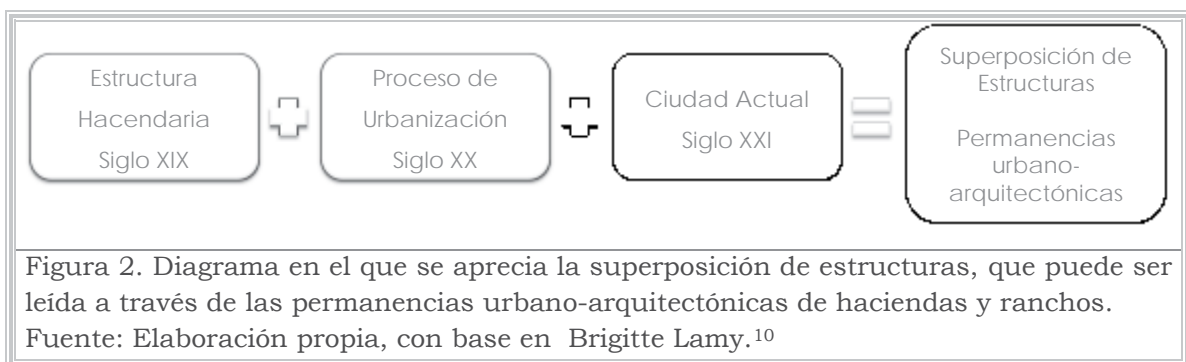 Estructura
Hacendaria
Siglo XIX
Proceso de
Urbanización
Siglo XX
Ciudad Actual
Siglo XXI
Superposición de
Estructuras
Permanencias
urbano-
arquitectónicas
Figura 2. Diagrama en el que se aprecia la superposición de estructuras, que puede ser
leída a través de las permanencias urbano-arquitectónicas de haciendas y ranchos.
Fuente: Elaboración propia, con base en Brigitte Lamy.10